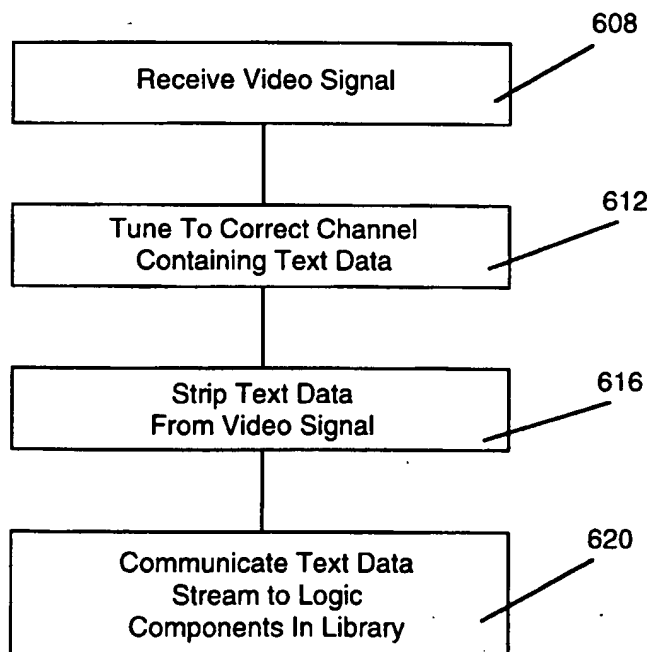 608
Receive Video Signal
612
Tune To Correct Channel
Containing Text Data
616
Strip Text Data
From Video Signal
620
Communicate Text Data
Stream to Logic
Components In Library